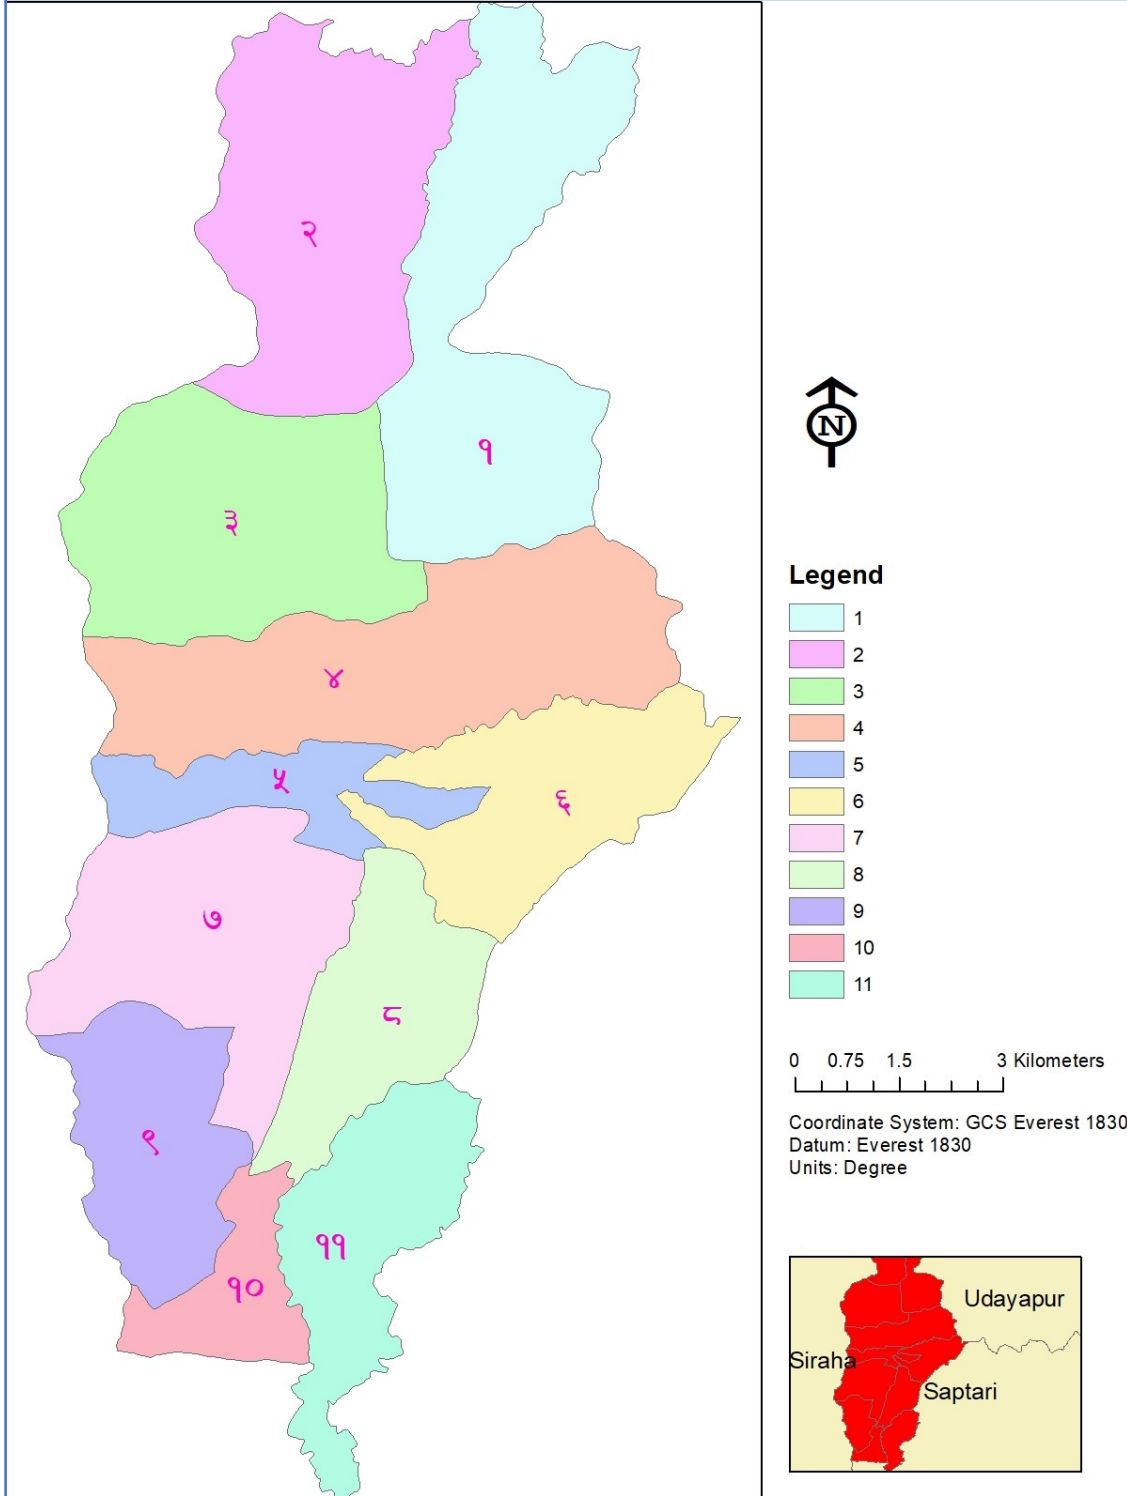 २
१
३
४
५
६
७
८
९
११
१०
N
Legend
1
2
3
4
5
6
7
8
9
10
11
0 0.75 1.5 3 Kilometers
Coordinate System: GCS Everest 1830
Datum: Everest 1830
Units: Degree
Udayapur
Siraha
Saptari